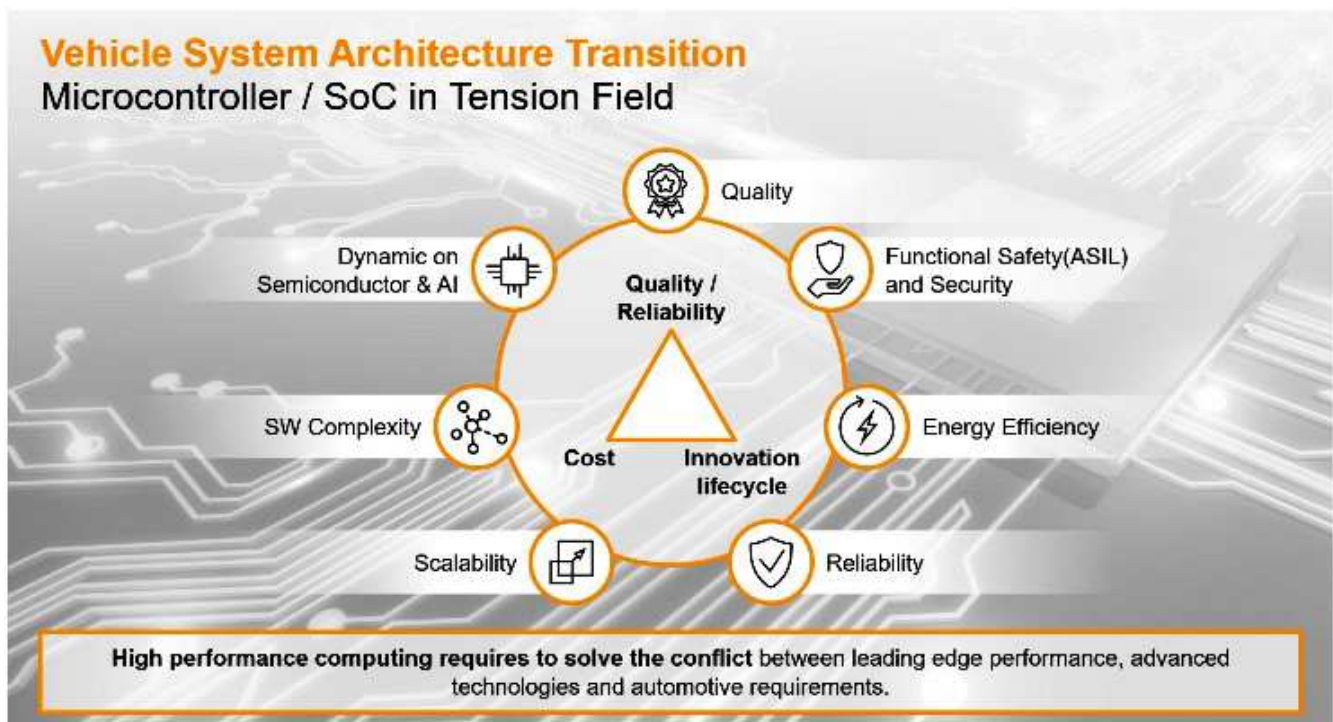 Vehicle System Architecture Transition
Microcontroller / SoC in Tension Field
Quality
Dynamic on
Semiconductor & AI
Functional Safety(ASIL)
and Security
Quality /
Reliability
SW Complexity
Energy Efficiency
Cost
Innovation
lifecycle
Scalability
Reliability
High performance computing requires to solve the conflict between leading edge performance, advanced
technologies and automotive requirements.